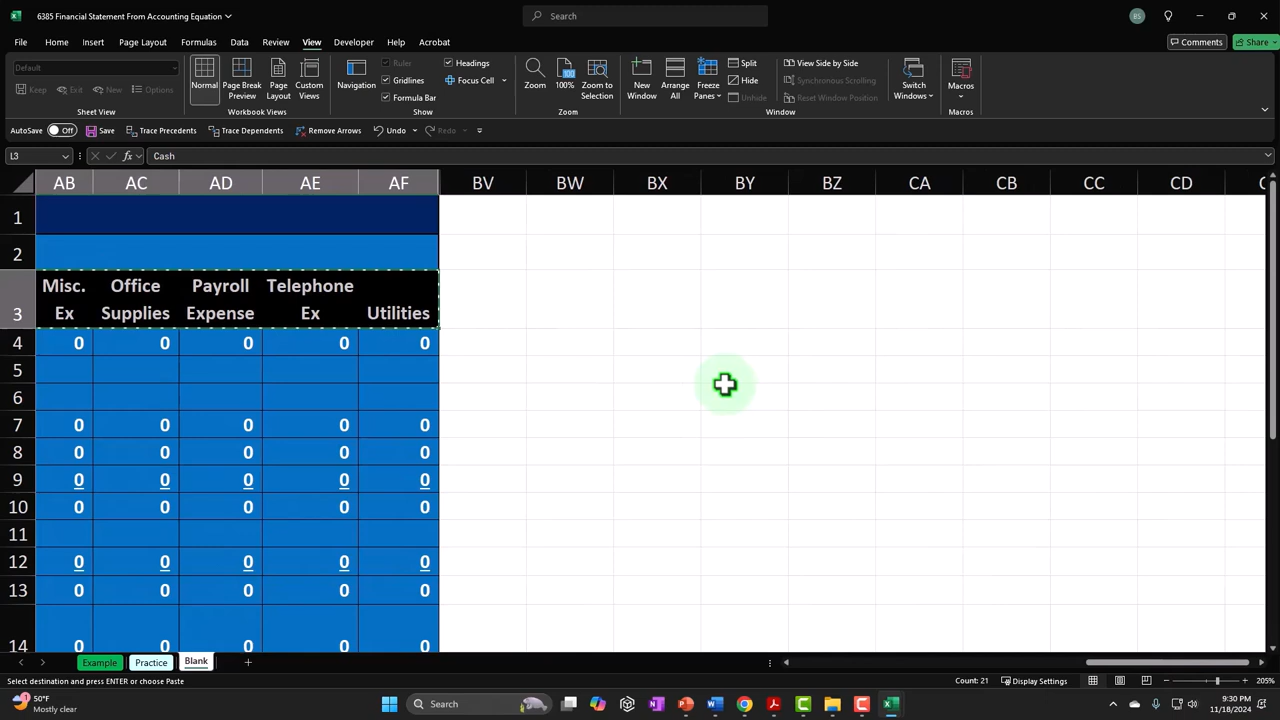 6385 Financial Statement From Accounting Equation
Search
BS
File Home Insert Page Layout Formulas Data Review View Developer Help Acrobat
Comments Share
Default
Keep Exit New Options
Sheet View
Normal Page Break Preview Page Layout Custom Views
Workbook Views
Navigation
Ruler Headings
Gridlines Focus Cell
Formula Bar
Show
Zoom 100% Zoom to Selection
Zoom
New Window Arrange All Freeze Panes
Split
Hide
Unhide
View Side by Side
Synchronous Scrolling
Reset Window Position
Window
Switch Windows
Macros
Macros
AutoSave Off Save Trace Precedents Trace Dependents Remove Arrows Undo Redo
L3 fx Cash
AB AC AD AE AF BV BW BX BY BZ CA CB CC CD
1
2
Misc. Office Payroll Telephone
3 Ex Supplies Expense Ex Utilities
4 0 0 0 0 0
5
6
7 0 0 0 0 0
8 0 0 0 0 0
9 0 0 0 0 0
10 0 0 0 0 0
11
12 0 0 0 0 0
13 0 0 0 0 0
14 0 0 0 0 0
Example Practice Blank
Select destination and press ENTER or choose Paste
Count: 21 Display Settings 205%
1
50°F
Mostly clear
Search
9:30 PM
11/18/2024